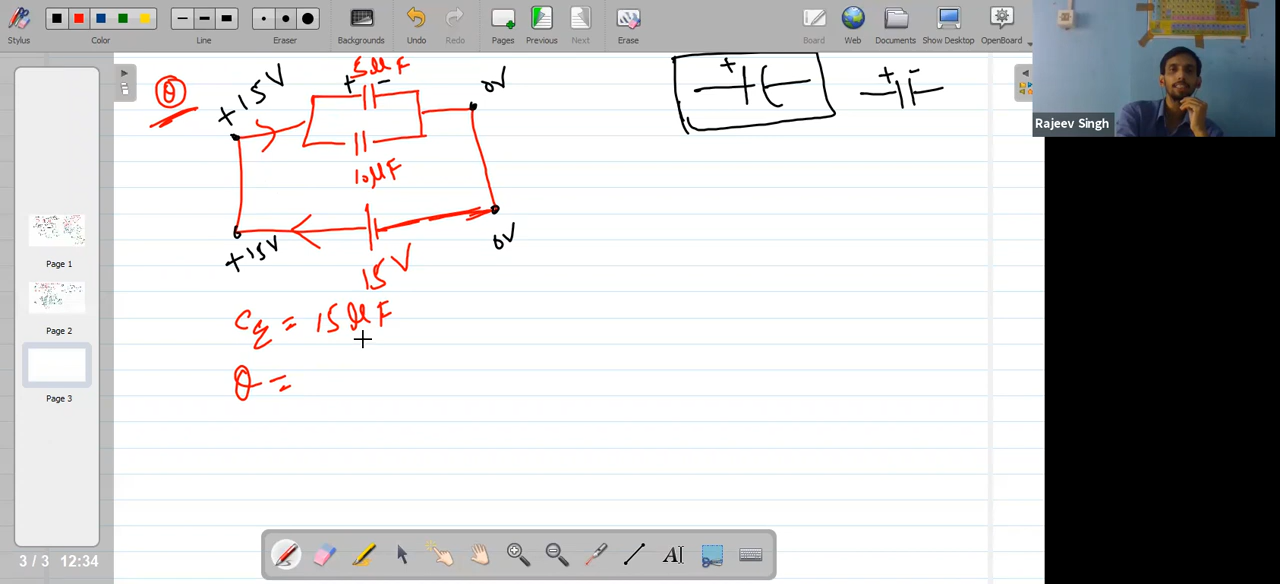 Stylus
Color
Line
Eraser
Backgrounds
Undo
Redo
Pages
Previous
Next
Erase
Board
Web
Documents
Show Desktop
OpenBoard
Rajeev Singh
Page 1
Page 2
Page 3
3 / 3 12:34
Q
+15V
5μF
+ -
0V
10μF
+15V
0V
15V
Ceq = 15μF
Q =
+
+ -